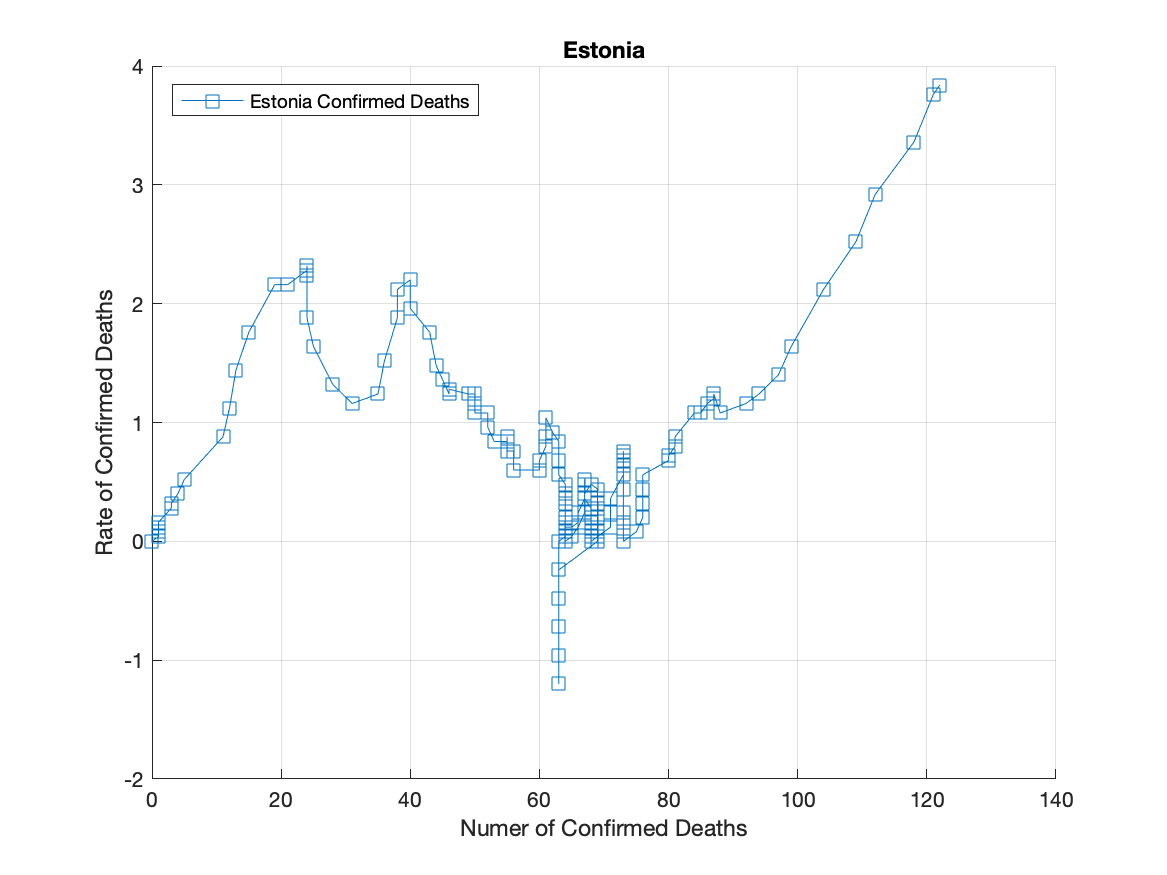 Estonia
Estonia Confirmed Deaths
4
3
2
1
0
-1
-2
Rate of Confirmed Deaths
0 20 40 60 80 100 120 140
Numer of Confirmed Deaths